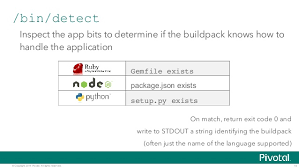 /bin/detect
Inspect the app bits to determine if the buildpack knows how to
handle the application
Ruby
Gemfile exists
node
package.json exists
python
setup.py exists
On match, return exit code 0 and
write to STDOUT a string identifying the buildpack
(often just the name of the language supported)
Pivotal